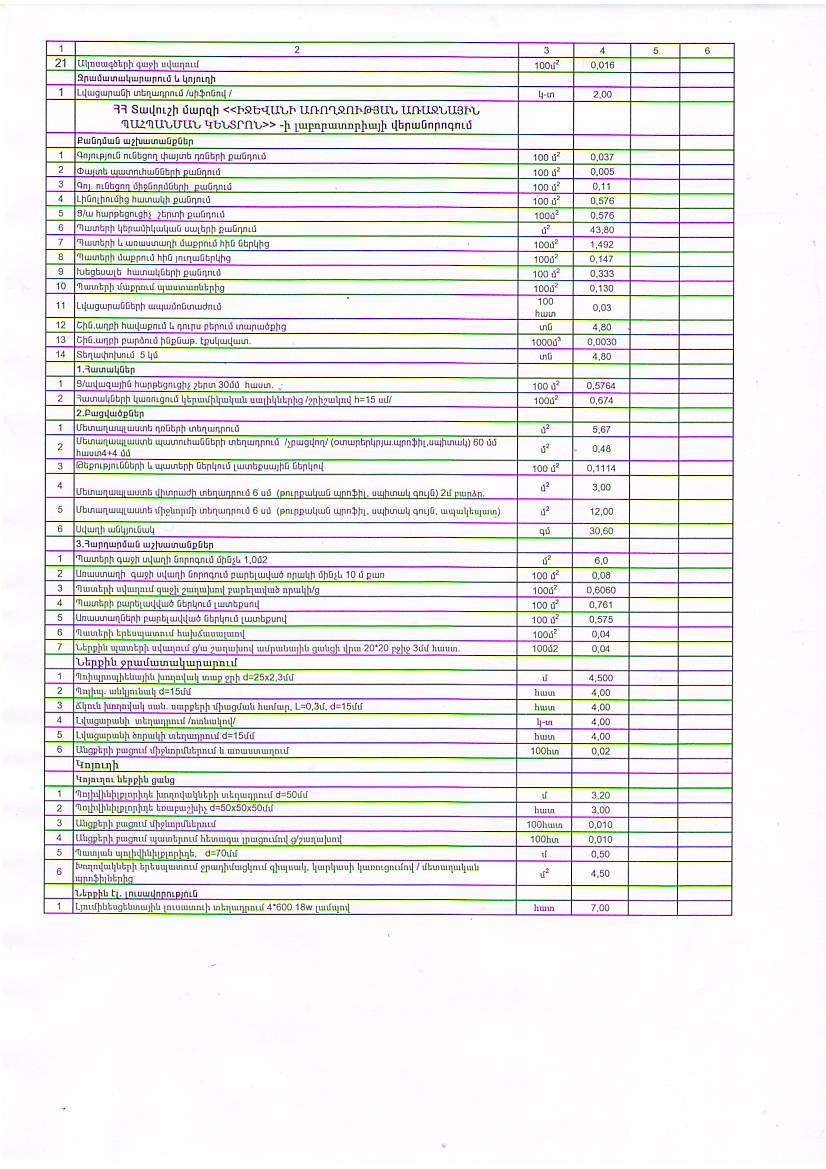 1 2 3 4 5 6
21 Ակոսագծերի գաջի սվաղում 100մ² 0,016
Ջրամատակարարում և կոյուղի
1 Լվացարանի տեղադրում /սիֆոնով / կ-տ 2,00
ՀՀ Տավուշի մարզի <<ԻՋԵՎԱՆԻ ԱՌՈՂՋՈՒԹՅԱՆ ԱՌԱՋՆԱՅԻՆ
ՊԱՀՊԱՆՄԱՆ ԿԵՆՏՐՈՆ>> -ի լաբորատորիայի վերանորոգում
Քանդման աշխատանքներ
1 Գոյություն ունեցող փայտե դռների քանդում 100 մ² 0,037
2 Փայտե պատուհանների քանդում 100 մ² 0,005
3 Գոյ. ունեցող միջնորմների քանդում 100 մ² 0,11
4 Լինոլիումից հատակի քանդում 100 մ² 0,576
5 Ց/ա հարթեցուցիչ շերտի քանդում 100մ² 0,576
6 Պատերի կերամիկական սալերի քանդում մ² 43,80
7 Պատերի և առաստաղի մաքրում հին ներկից 100մ² 1,492
8 Պատերի մաքրում հին յուղաներկից 100մ² 0,147
9 Խեցեսալե հատակների քանդում 100 մ² 0,333
10 Պատերի մաքրում պաստառներից 100մ² 0,130
11 Լվացարանների ապամոնտաժում 100 հատ 0,03
12 Շին.աղբի հավաքում և դուրս բերում տարածքից տն 4,80
13 Շին.աղբի բարձում ինքնաթ. էքսկավատ. 1000մ³ 0,0030
14 Տեղափոխում 5 կմ տն 4,80
1.Հատակներ
1 Ց/ավազային հարթեցուցիչ շերտ 30մմ հաստ. 100 մ² 0,5764
2 Հատակների կառուցում կերամիկական սալիկներից /շրիշակով h=15 սմ/ 100մ² 0,674
2.Բացվածքներ
1 Մետաղապլաստե դռների տեղադրում մ² 5,67
2 Մետաղապլաստե պատուհանների տեղադրում /չբացվող/ (օտարերկրյա.պրոֆիլ,սպիտակ) 60 մմ
հաստ4+4 մմ մ² 0,48
3 Թեքությունների և պատերի ներկում լատեքսային ներկով 100 մ² 0,1114
4 Մետաղապլաստե վիտրաժի տեղադրում 6 սմ (թուրքական պրոֆիլ, սպիտակ գույն) 2մ բարձր. մ² 3,00
5 Մետաղապլաստե միջնորմի տեղադրում 6 սմ (թուրքական պրոֆիլ, սպիտակ գույն, ապակեպատ) մ² 12,00
6 Սվաղի անկյունակ գմ 30,60
3.Հարդարման աշխատանքներ
1 Պատերի գաջի սվաղի նորոգում մինչև 1,0մ2 մ² 6,0
2 Առաստաղի գաջի սվաղի նորոգում բարելաված որակի մինչև 10 մ քառ 100 մ² 0,08
3 Պատերի սվաղում գաջի շաղախով բարելաված որակի/գ 100մ² 0,6060
4 Պատերի բարելավված ներկում լատեքսով 100 մ² 0,761
5 Առաստաղների բարելավված ներկում լատեքսով 100 մ² 0,575
6 Պատերի երեսպատում հախճասալով 100մ² 0,04
7 Ներքին պատերի սվաղում ց/ա շաղախով ամրանային ցանցի վրա 20*20 բջիջ 3մմ հաստ. 100մ2 0,04
Ներքին ջրամատակարարում
1 Պոլիպրոպիլենային խողովակ տաք ջրի d=25x2,3մմ մ 4,500
2 Պոլիպ. անկյունակ d=15մմ հատ 4,00
3 Ճկուն խողովակ սան. սարքերի միացման համար, L=0,3մ, d=15մմ հատ 4,00
4 Լվացարանի տեղադրում /ոտնակով/ կ-տ 4,00
5 Լվացարանի ծորակի տեղադրում d=15մմ հատ 4,00
6 Անցքերի բացում միջնորմներում և առաստաղում 100հտ 0,02
Կոյուղի
Կոյուղու ներքին ցանց
1 Պոլիվինիլքլորիդե խողովակների տեղադրում d=50մմ մ 3,20
2 Պոլիվինիլքլորիդե եռաբաշխիչ d=50x50x50մմ հատ 3,00
3 Անցքերի բացում միջնորմներում 100հատ 0,010
4 Անցքերի բացում պատերում հետագա լրացումով ց/շաղախով 100հտ 0,010
5 Պատյան պոլիվինիլքլորիդե, d=70մմ մ 0,50
6 Խողովակների երեսպատում ջրադիմացկուն գիպսակ, կարկասի կառուցումով / մետաղական
պրոֆիլներից մ² 4,50
Ներքին էլ. լուսավորություն
1 Լյումինեսցենտային լուսատուի տեղադրում 4*600 18w լամպով հատ 7,00